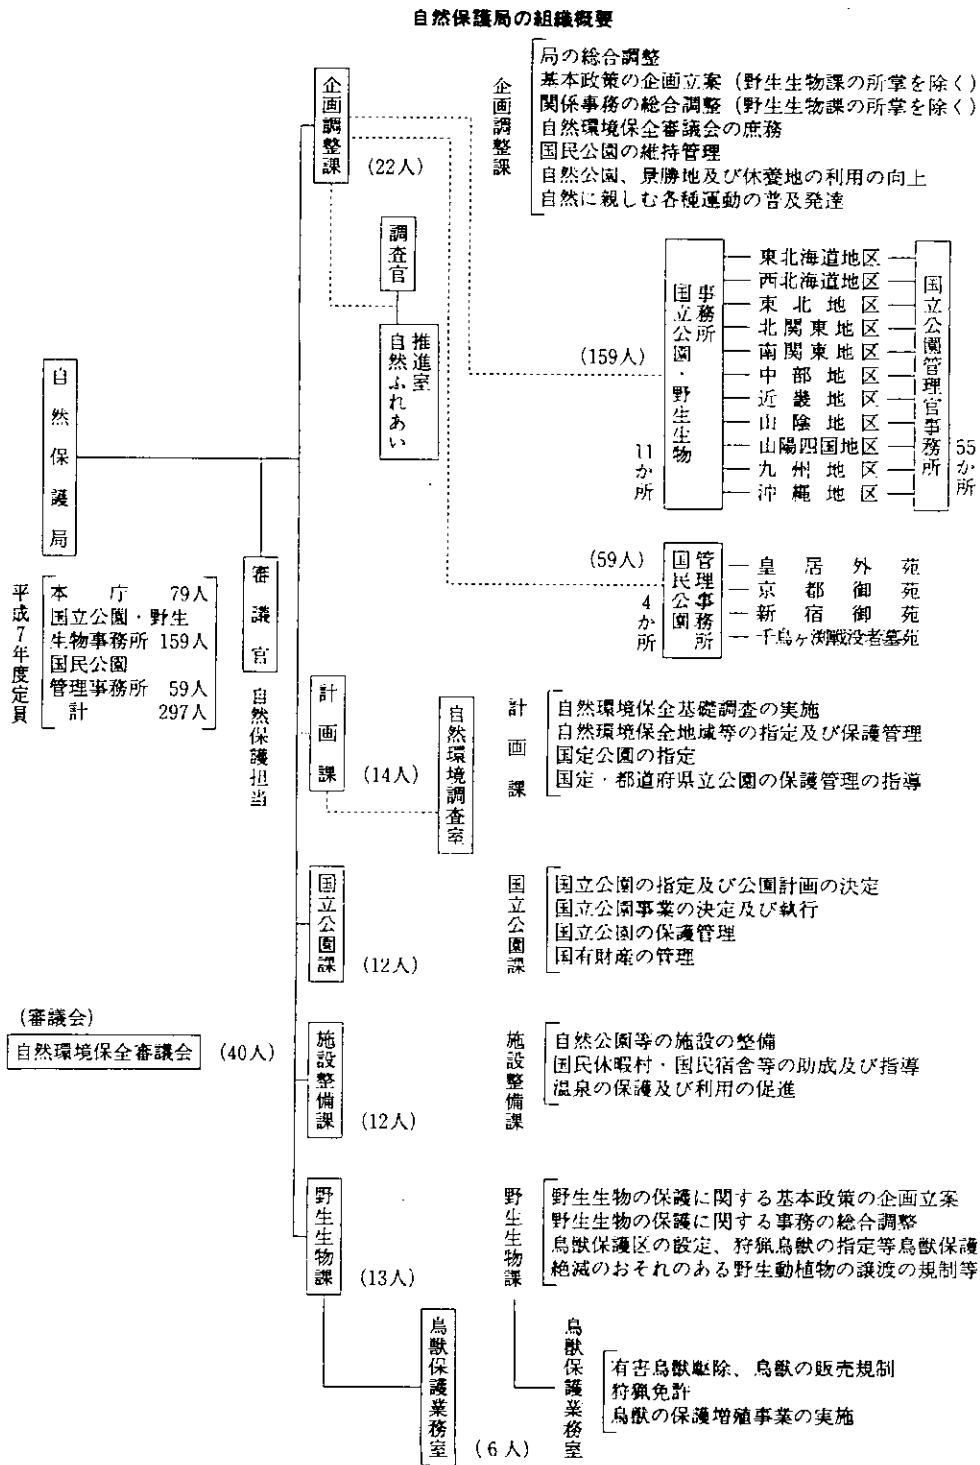 自然保護局の組織概要
企画調整課
(22人)
企画調整課
局の総合調整
基本政策の企画立案（野生生物課の所掌を除く）
関係事務の総合調整（野生生物課の所掌を除く）
自然環境保全審議会の庶務
国民公園の維持管理
自然公園、景勝地及び休養地の利用の向上
自然に親しむ各種運動の普及発達
調査官
自然ふれあい
推進室
(159人)
国立公園・野生生物
事務所
11か所
東北海道地区
西北海道地区
東北地区
北関東地区
南関東地区
中部地区
近畿地区
山陰地区
山陽四国地区
九州地区
沖縄地区
国立公園管理官事務所
55か所
(59人)
国民公園
管理事務所
4か所
皇居外苑
京都御苑
新宿御苑
千鳥ヶ淵戦没者墓苑
自然保護局
平成7年度定員
本庁 79人
国立公園・野生
生物事務所 159人
国民公園
管理事務所 59人
計 297人
審議官
自然保護担当
計画課
(14人)
自然環境調査室
計画課
自然環境保全基礎調査の実施
自然環境保全地域等の指定及び保護管理
国定公園の指定
国定・都道府県立公園の保護管理の指導
国立公園課
(12人)
国立公園課
国立公園の指定及び公園計画の決定
国立公園事業の決定及び執行
国立公園の保護管理
国有財産の管理
(審議会)
自然環境保全審議会 (40人)
施設整備課
(12人)
施設整備課
自然公園等の施設の整備
国民休暇村・国民宿舎等の助成及び指導
温泉の保護及び利用の促進
野生生物課
(13人)
野生生物課
野生生物の保護に関する基本政策の企画立案
野生生物の保護に関する事務の総合調整
鳥獣保護区の設定、狩猟鳥獣の指定等鳥獣保護
絶滅のおそれのある野生動植物の譲渡の規制等
鳥獣保護業務室
(6人)
鳥獣保護業務室
有害鳥獣駆除、鳥獣の販売規制
狩猟免許
鳥獣の保護増殖事業の実施